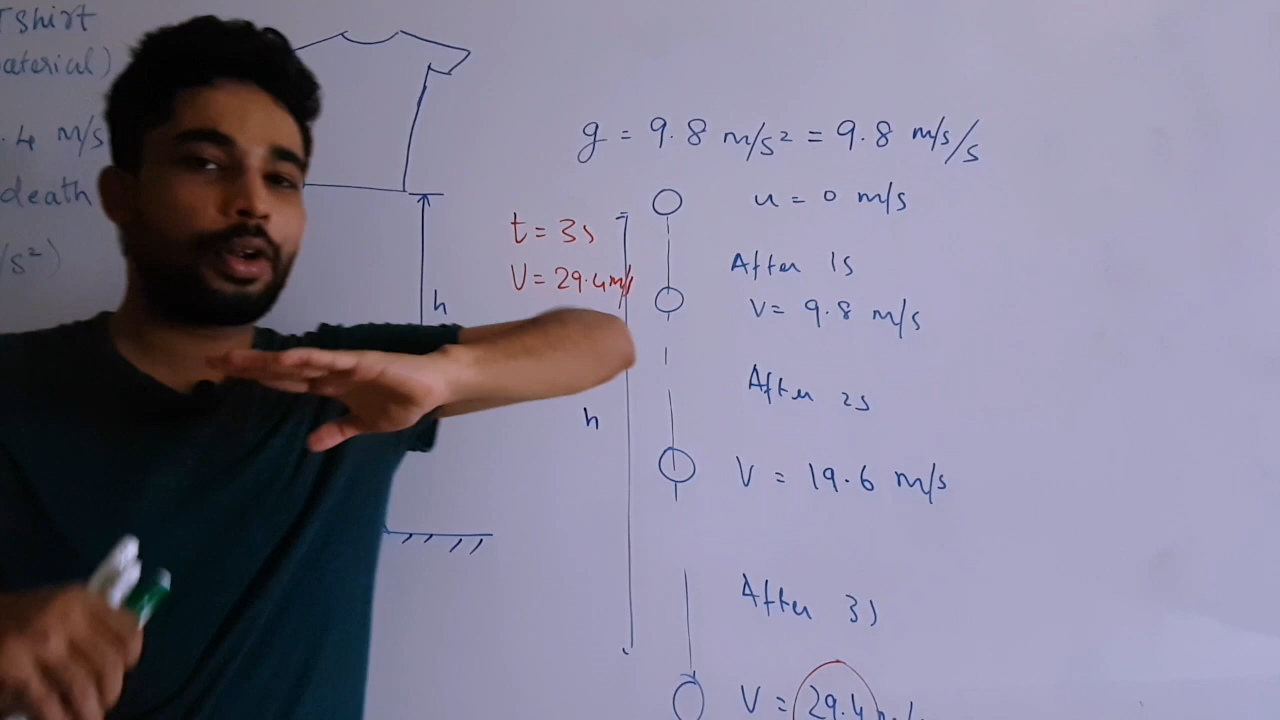 Tshirt
aterial)
.4 m/s
death
/s²)
h
g = 9.8 m/s² = 9.8 m/s/s
u = 0 m/s
t = 3s
V = 29.4m/s
After 1s
V = 9.8 m/s
After 2s
h
V = 19.6 m/s
After 3s
V = 29.4 m/